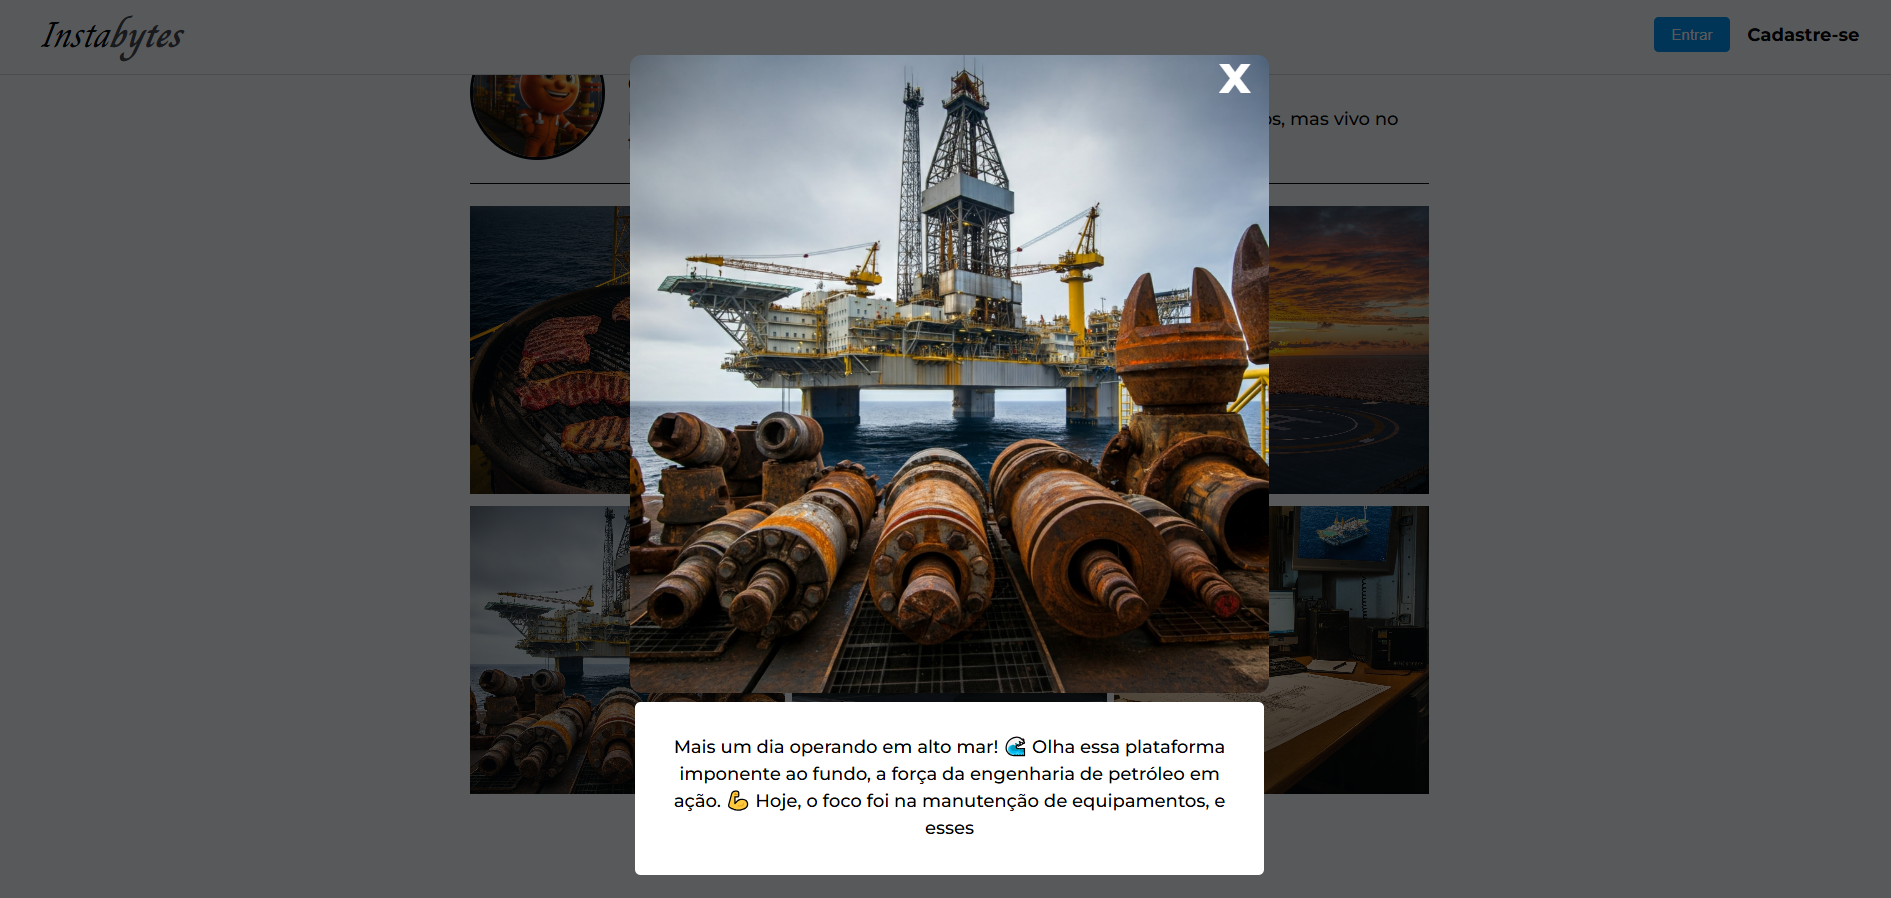 Instabytes
Entrar
Cadastre-se
os, mas vivo no
Mais um dia operando em alto mar! 🌊 Olha essa plataforma
imponente ao fundo, a força da engenharia de petróleo em
ação. 💪 Hoje, o foco foi na manutenção de equipamentos, e
esses